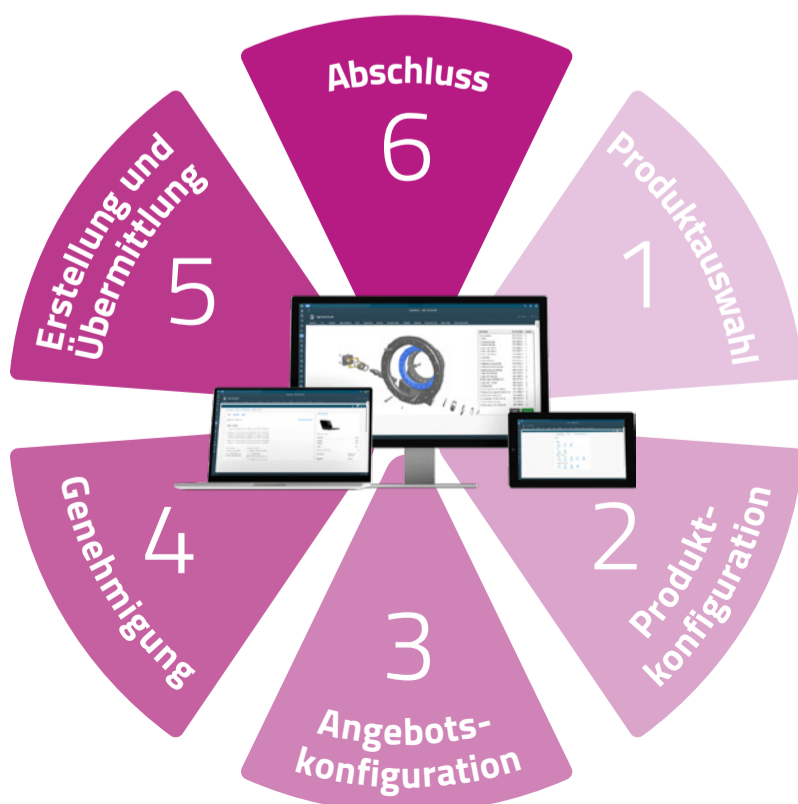 Abschluss
6
Produktauswahl
1
2
Produkt-
konfiguration
3
Angebots-
konfiguration
4
Genehmigung
Erstellung und
Übermittlung
5